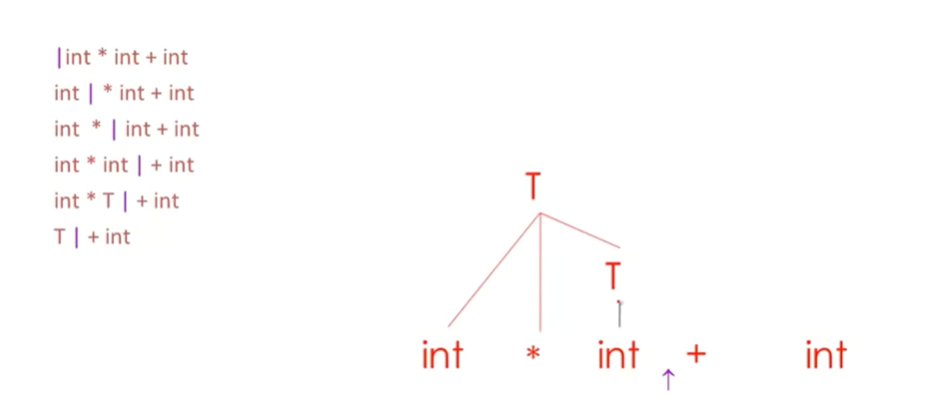 |int * int + int
int | * int + int
int * | int + int
int * int | + int
int * T | + int
T | + int
T
T
int * int + int
↑